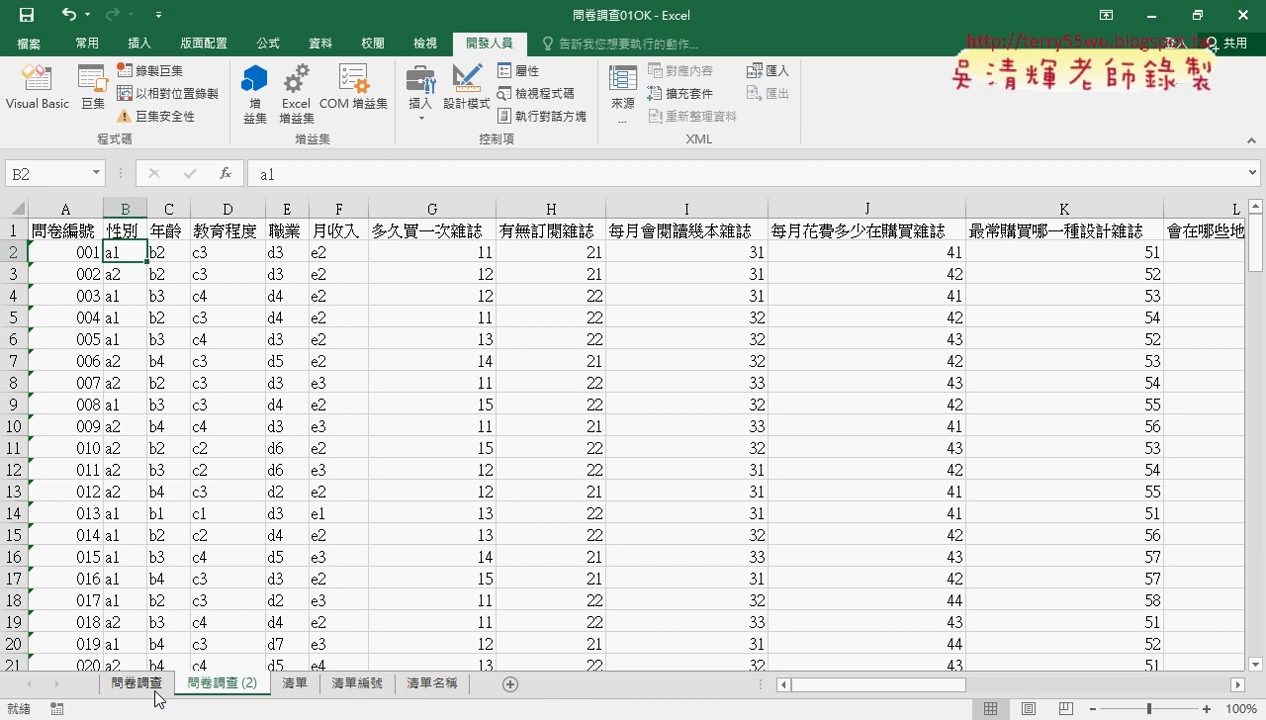 問卷調查01OK - Excel
http://terry55wu.blogspot.tw
吳清輝老師錄製
檔案 常用 插入 版面配置 公式 資料 校閱 檢視 開發人員 告訴我您想要執行的動作... 共用
Visual Basic 巨集 錄製巨集 以相對位置錄製 巨集安全性 程式碼
增益集 Excel 增益集 COM 增益集 增益集
插入 設計模式 屬性 檢視程式碼 執行對話方塊 控制項
來源... 對應內容 擴充套件 重新整理資料 匯入 匯出 XML
B2 fx a1
A B C D E F G H I J K L
1 問卷編號 性別 年齡 教育程度 職業 月收入 多久買一次雜誌 有無訂閱雜誌 每月會閱讀幾本雜誌 每月花費多少在購買雜誌 最常購買哪一種設計雜誌 會在哪些地
2 001 a1 b2 c3 d3 e2 11 21 31 41 51
3 002 a2 b2 c3 d3 e2 12 21 31 42 52
4 003 a1 b3 c4 d4 e2 12 22 31 41 53
5 004 a1 b2 c3 d4 e2 11 22 32 42 54
6 005 a1 b3 c4 d3 e2 13 22 32 43 52
7 006 a2 b4 c3 d5 e2 14 21 32 42 53
8 007 a2 b2 c3 d3 e3 11 22 33 43 54
9 008 a1 b3 c3 d4 e2 15 22 32 42 55
10 009 a2 b4 c4 d3 e3 11 22 33 41 56
11 010 a2 b2 c2 d6 e2 15 22 32 43 53
12 011 a2 b3 c2 d6 e3 12 22 31 42 54
13 012 a2 b4 c3 d2 e2 12 21 31 41 55
14 013 a1 b1 c1 d3 e1 13 22 31 41 51
15 014 a1 b2 c2 d4 e2 13 22 32 42 56
16 015 a1 b3 c4 d5 e3 14 21 33 43 57
17 016 a1 b4 c3 d3 e2 15 21 31 42 57
18 017 a1 b2 c3 d2 e3 11 22 32 44 58
19 018 a2 b3 c4 d4 e2 11 22 33 43 51
20 019 a1 b4 c3 d7 e3 12 21 31 44 52
21 020 a2 b4 c4 d5 e4 13 22 32 43 51
問卷調查 問卷調查 (2) 清單 清單編號 清單名稱
就緒 100%